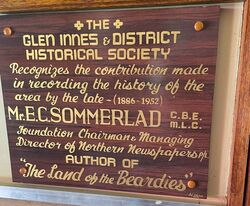 THE
GLEN INNES & DISTRICT
HISTORICAL SOCIETY
Recognizes the contribution made
in recording the history of the
area by the late - (1886-1952)
Mr E.C. SOMMERLAD C.B.E.
M.L.C.
Foundation Chairman & Managing
Director of Northern Newspapers
AUTHOR OF
"The Land of the Beardies"